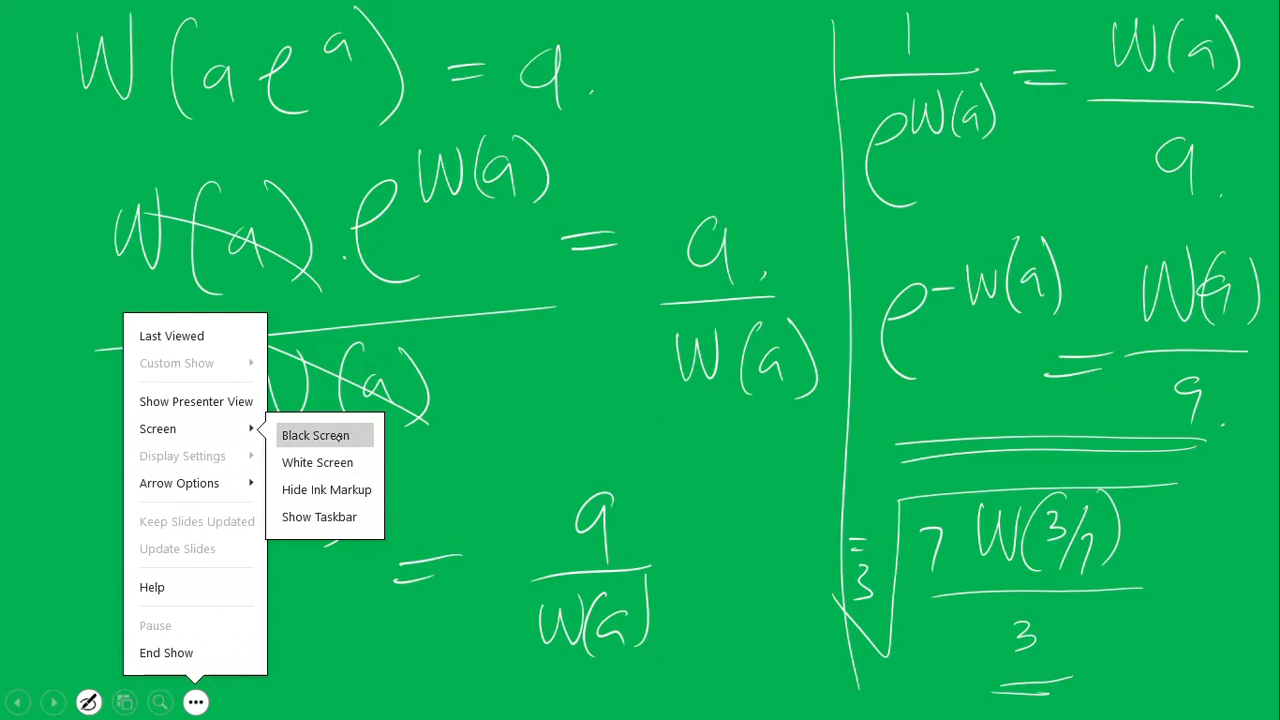 W(ae^a) = a.
W(a).e^W(a) = a.
W(a) W(a)
= a
W(a)
1 = W(a)
e^W(a) a.
e^-W(a) = W(a)
a.
= 3√ 7W(3/7)
3
Last Viewed
Custom Show
Show Presenter View
Screen
Display Settings
Arrow Options
Keep Slides Updated
Update Slides
Help
Pause
End Show
Black Screen
White Screen
Hide Ink Markup
Show Taskbar